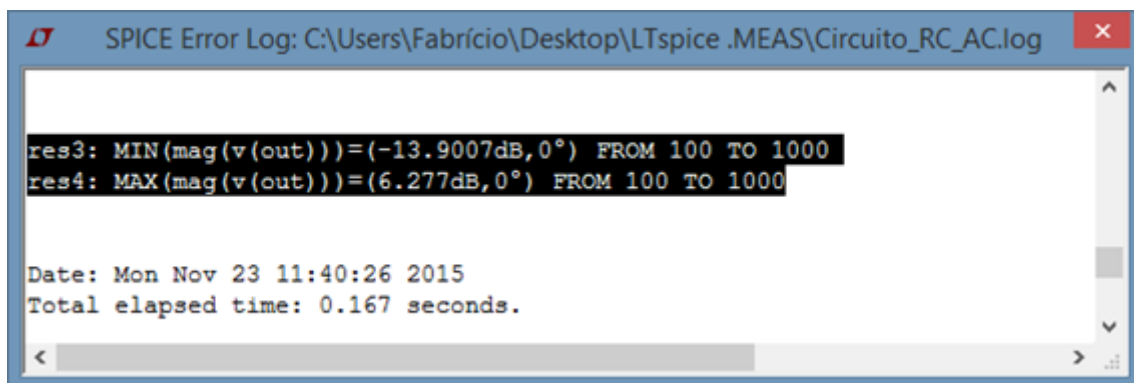 SPICE Error Log: C:\Users\Fabrício\Desktop\LTspice .MEAS\Circuito_RC_AC.log
res3: MIN(mag(v(out)))=(-13.9007dB,0°) FROM 100 TO 1000
res4: MAX(mag(v(out)))=(6.277dB,0°) FROM 100 TO 1000
Date: Mon Nov 23 11:40:26 2015
Total elapsed time: 0.167 seconds.